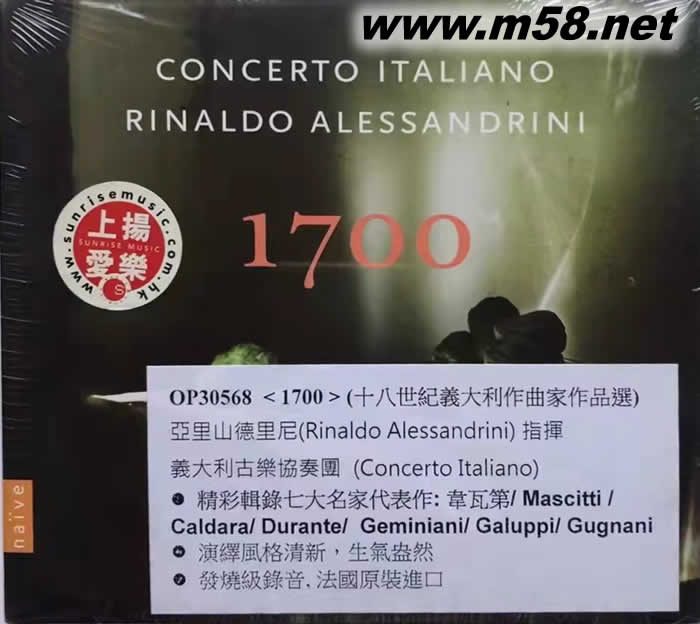 www.m58.net
CONCERTO ITALIANO
RINALDO ALESSANDRINI
1700
www.sunrisemusic.com.hk
上揚
SUNRISE MUSIC
愛樂
S
OP30568 < 1700 > (十八世紀義大利作曲家作品選)
亞里山德里尼(Rinaldo Alessandrini) 指揮
義大利古樂協奏團 (Concerto Italiano)
精彩輯錄七大名家代表作: 韋瓦第/ Mascitti /
Caldara/ Durante/ Geminiani/ Galuppi/ Gugnani
演繹風格清新，生氣盎然
發燒級錄音, 法國原裝進口
naïve